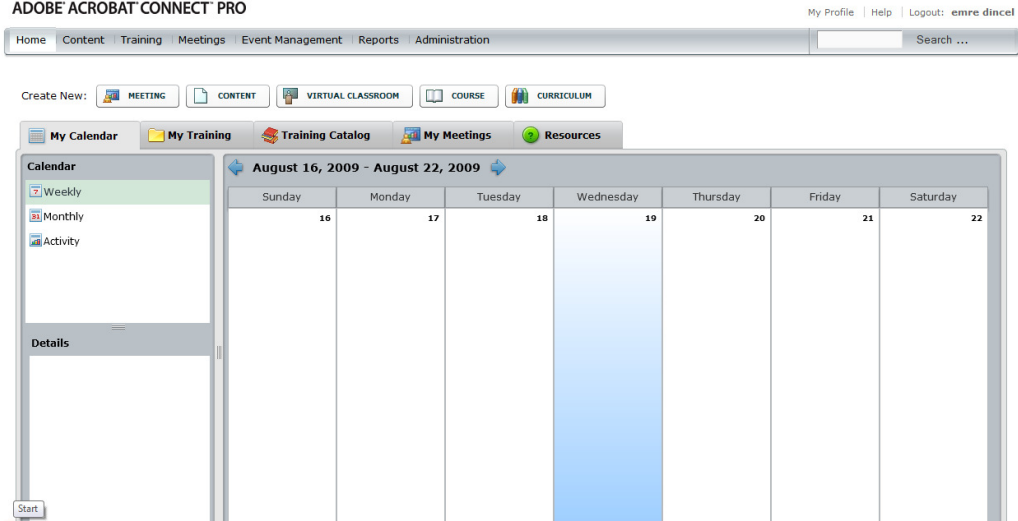 ADOBE® ACROBAT® CONNECT™ PRO
My Profile | Help | Logout: emre dincel
Home Content Training Meetings Event Management Reports Administration Search ...
Create New: MEETING CONTENT VIRTUAL CLASSROOM COURSE CURRICULUM
My Calendar My Training Training Catalog My Meetings Resources
Calendar
Weekly
Monthly
Activity
Details
August 16, 2009 - August 22, 2009
Sunday Monday Tuesday Wednesday Thursday Friday Saturday
16 17 18 19 20 21 22
Start